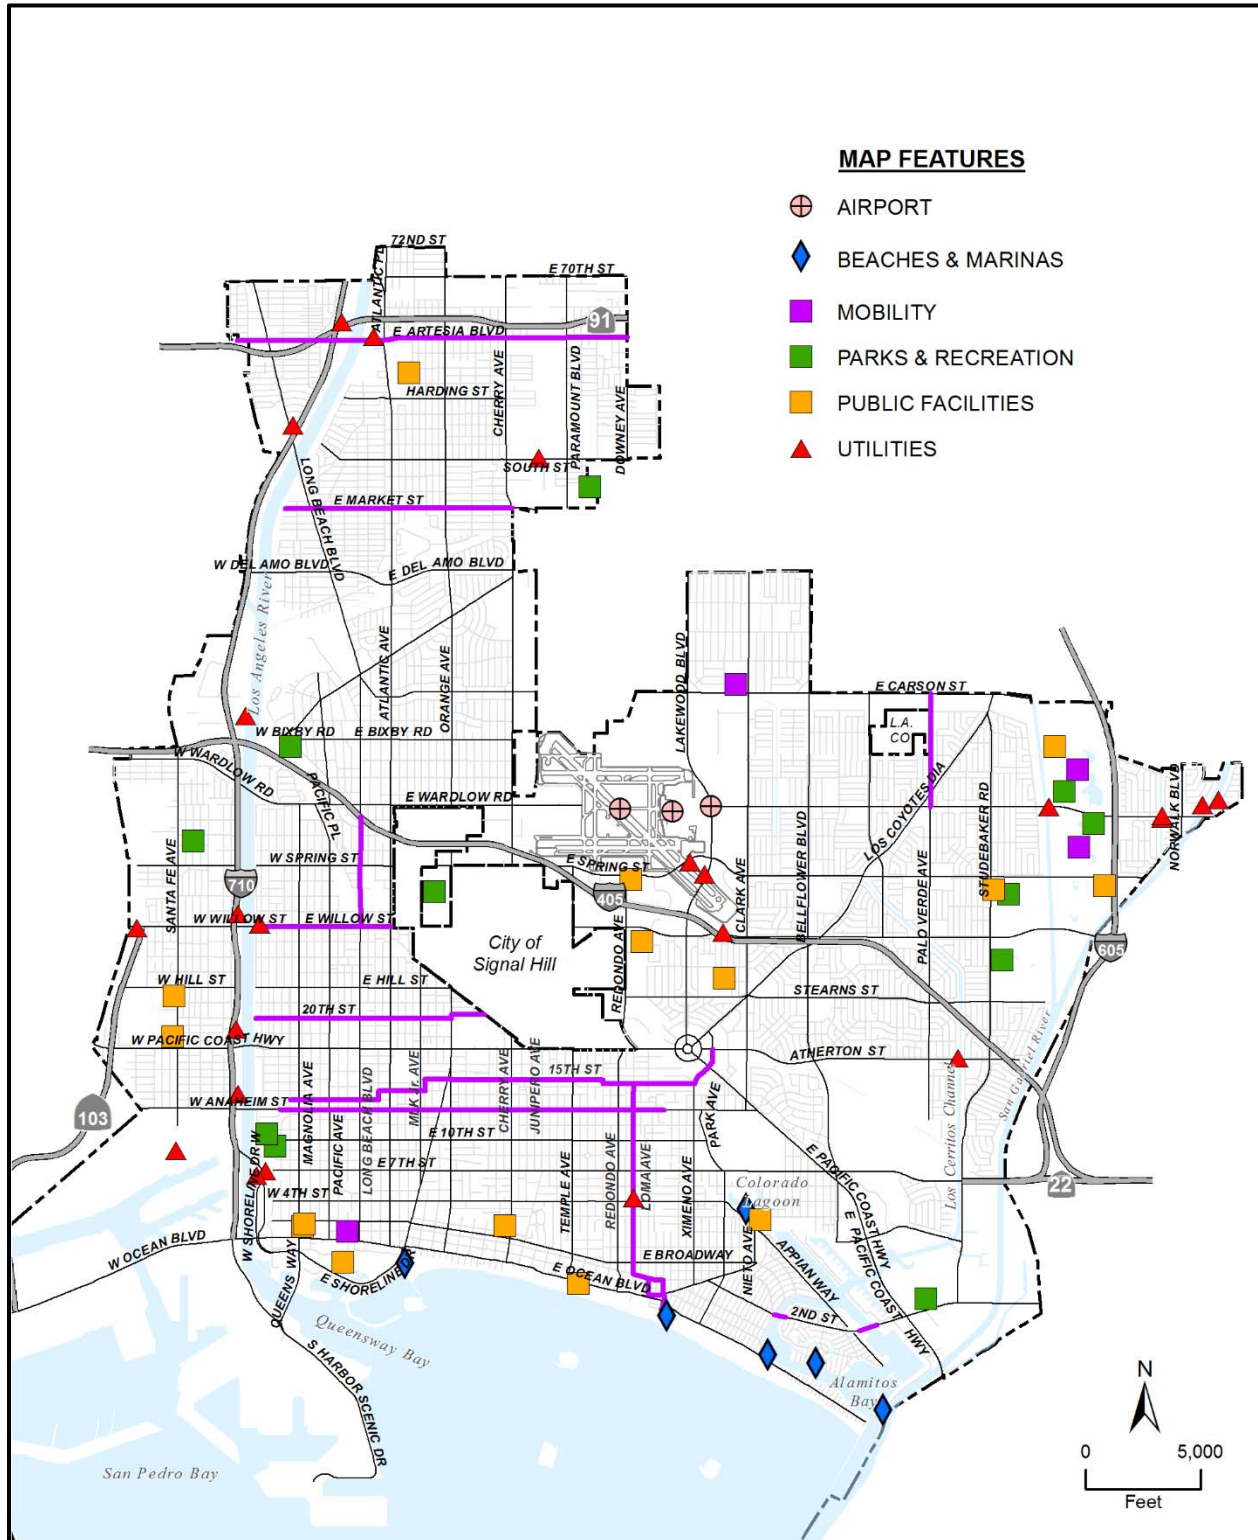 MAP FEATURES
AIRPORT
BEACHES & MARINAS
MOBILITY
PARKS & RECREATION
PUBLIC FACILITIES
UTILITIES
72ND ST
E 70TH ST
ATLANTIC PL
91
E ARTESIA BLVD
HARDING ST
CHERRY AVE
PARAMOUNT BLVD
DOWNEY AVE
SOUTH ST
LONG BEACH BLVD
E MARKET ST
W DEL AMO BLVD
E DEL AMO BLVD
Los Angeles River
ATLANTIC AVE
ORANGE AVE
LAKEWOOD BLVD
E CARSON ST
L.A.
CO
W BIXBY RD
E BIXBY RD
W WARDLOW RD
PACIFIC PL
E WARDLOW RD
LOS COYOTES DIA
STUDEBAKER RD
NORWALK BLVD
SANTA FE AVE
W SPRING ST
E SPRING ST
710
405
CLARK AVE
BELLFLOWER BLVD
PALO VERDE AVE
W WILLOW ST
E WILLOW ST
City of
Signal Hill
REDONDO AVE
605
W HILL ST
E HILL ST
STEARNS ST
20TH ST
W PACIFIC COAST HWY
ATHERTON ST
San Gabriel River
Los Cerritos Channel
MAGNOLIA AVE
PACIFIC AVE
LONG BEACH BLVD
MLK Jr. AVE
CHERRY AVE
JUNIPERO AVE
15TH ST
W ANAHEIM ST
103
PARK AVE
E 10TH ST
W SHORELINE DR
E 7TH ST
TEMPLE AVE
REDONDO AVE
LOMA AVE
XIMENO AVE
E PACIFIC COAST HWY
22
W 4TH ST
Colorado
Lagoon
NIETO AVE
APPIAN WAY
E PACIFIC COAST HWY
W OCEAN BLVD
QUEENS WAY
E SHORELINE DR
E OCEAN BLVD
E BROADWAY
2ND ST
Queensway Bay
S HARBOR SCENIC DR
Alamitos
Bay
San Pedro Bay
N
0 5,000
Feet